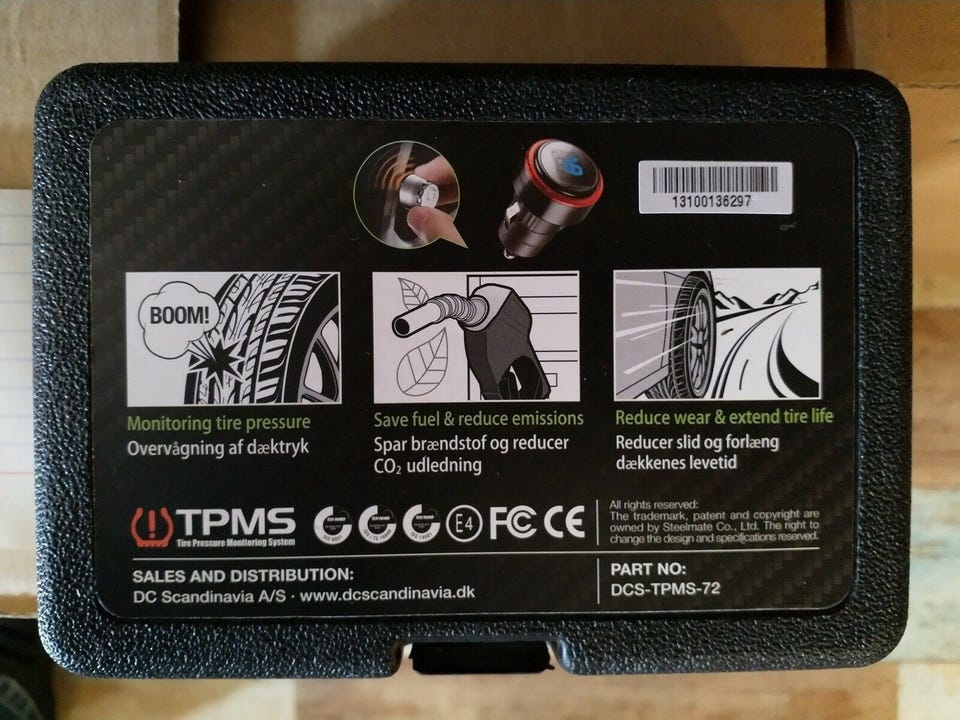 13100136297
BOOM!
Monitoring tire pressure
Overvågning af dæktryk
Save fuel & reduce emissions
Spar brændstof og reducer
CO₂ udledning
Reduce wear & extend tire life
Reducer slid og forlæng
dækkenes levetid
TPMS
Tire Pressure Monitoring System
E4
FC CE
All rights reserved:
The trademark, patent and copyright are
owned by Steelmate Co., Ltd. The right to
change the design and specifications reserved.
SALES AND DISTRIBUTION:
DC Scandinavia A/S · www.dcscandinavia.dk
PART NO:
DCS-TPMS-72